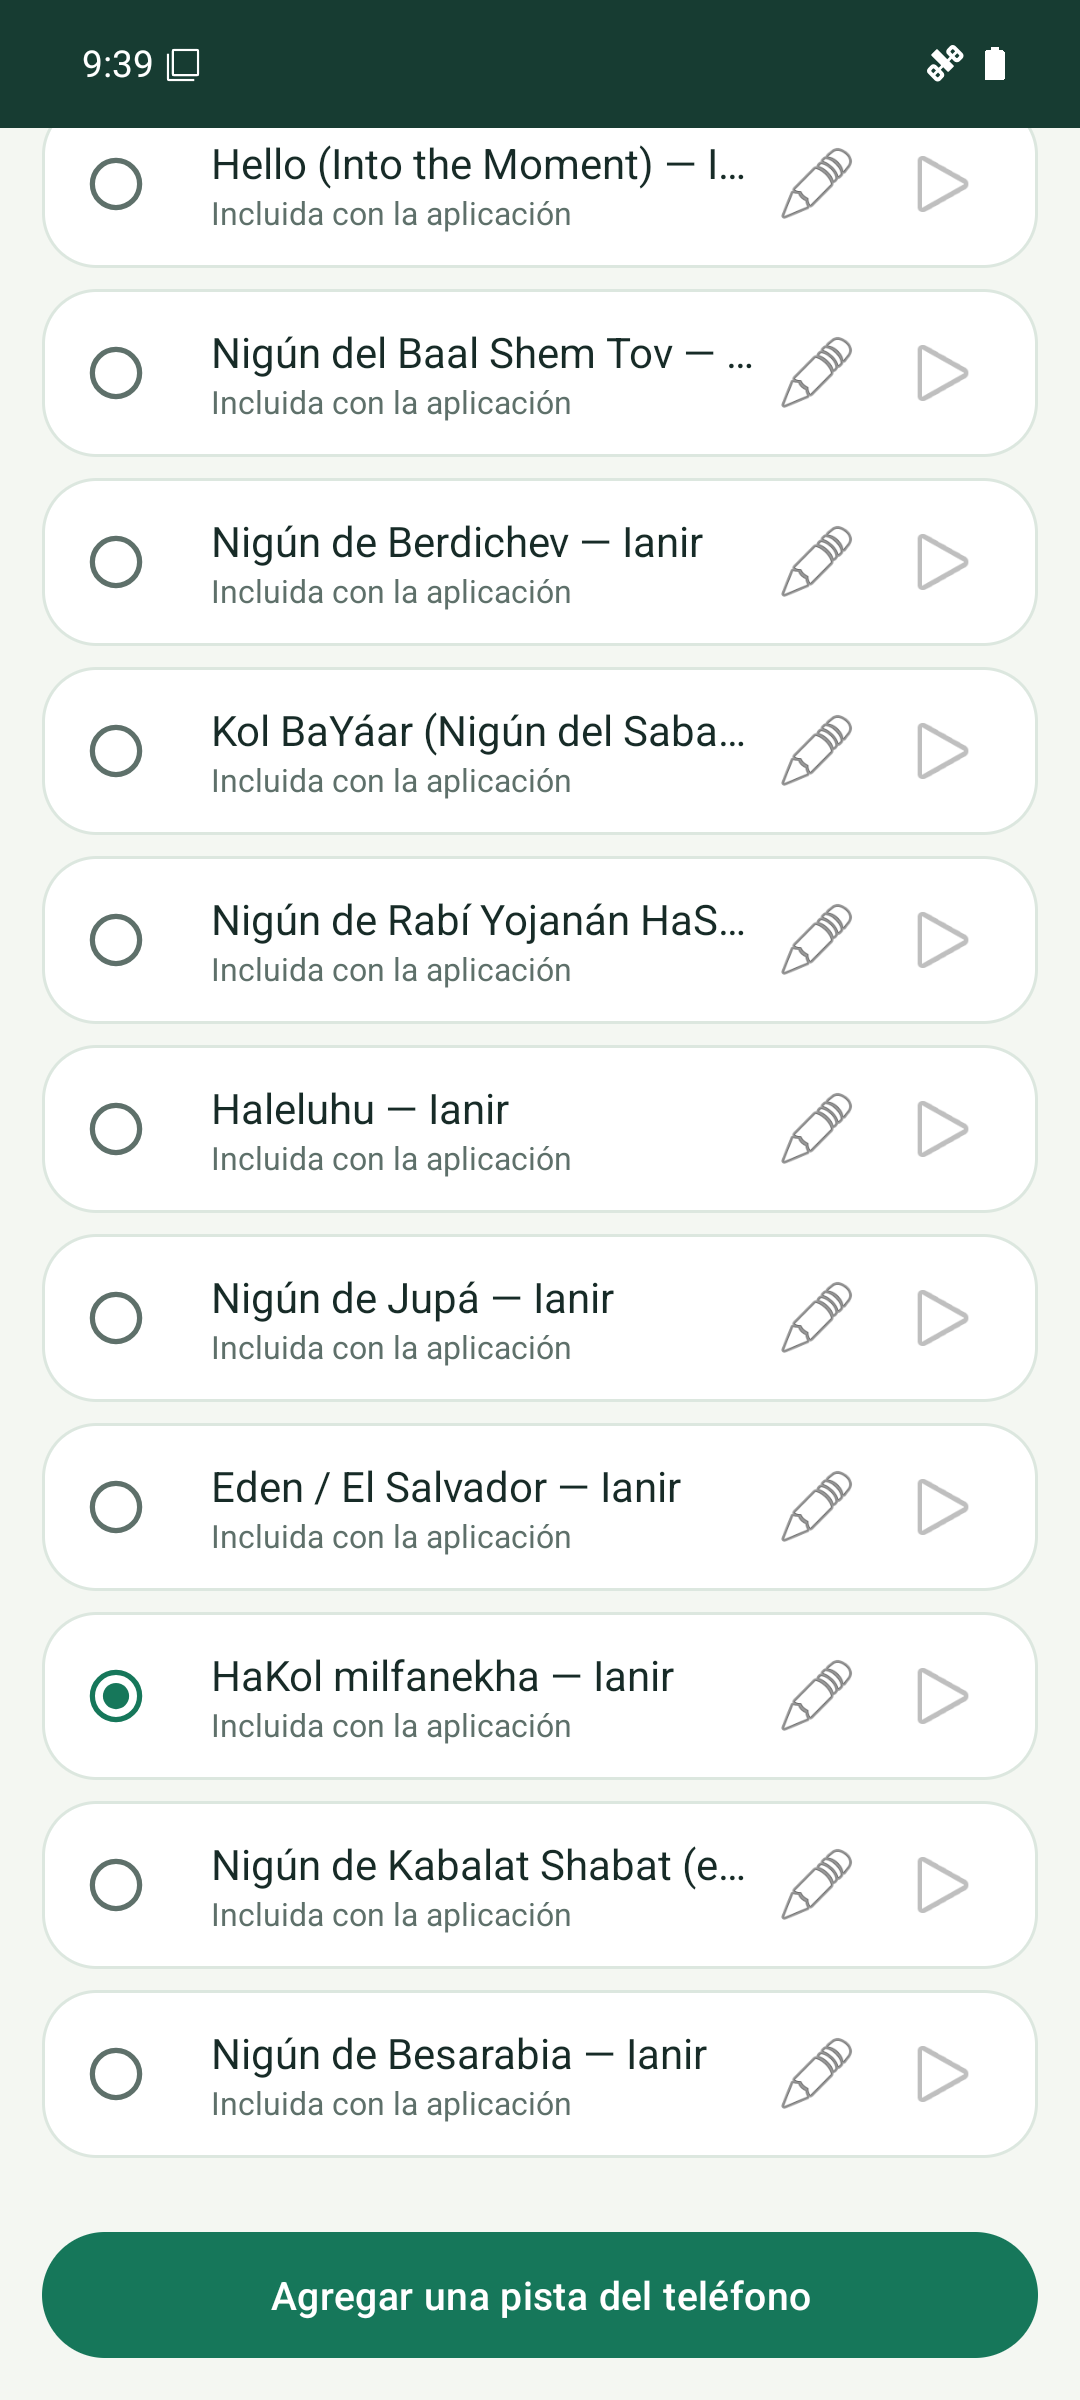 9:39
Hello (Into the Moment) — I...
Incluida con la aplicación
Nigún del Baal Shem Tov — ...
Incluida con la aplicación
Nigún de Berdichev — Ianir
Incluida con la aplicación
Kol BaYáar (Nigún del Saba...
Incluida con la aplicación
Nigún de Rabí Yojanán HaS...
Incluida con la aplicación
Haleluhu — Ianir
Incluida con la aplicación
Nigún de Jupá — Ianir
Incluida con la aplicación
Eden / El Salvador — Ianir
Incluida con la aplicación
HaKol milfanekha — Ianir
Incluida con la aplicación
Nigún de Kabalat Shabat (e...
Incluida con la aplicación
Nigún de Besarabia — Ianir
Incluida con la aplicación
Agregar una pista del teléfono